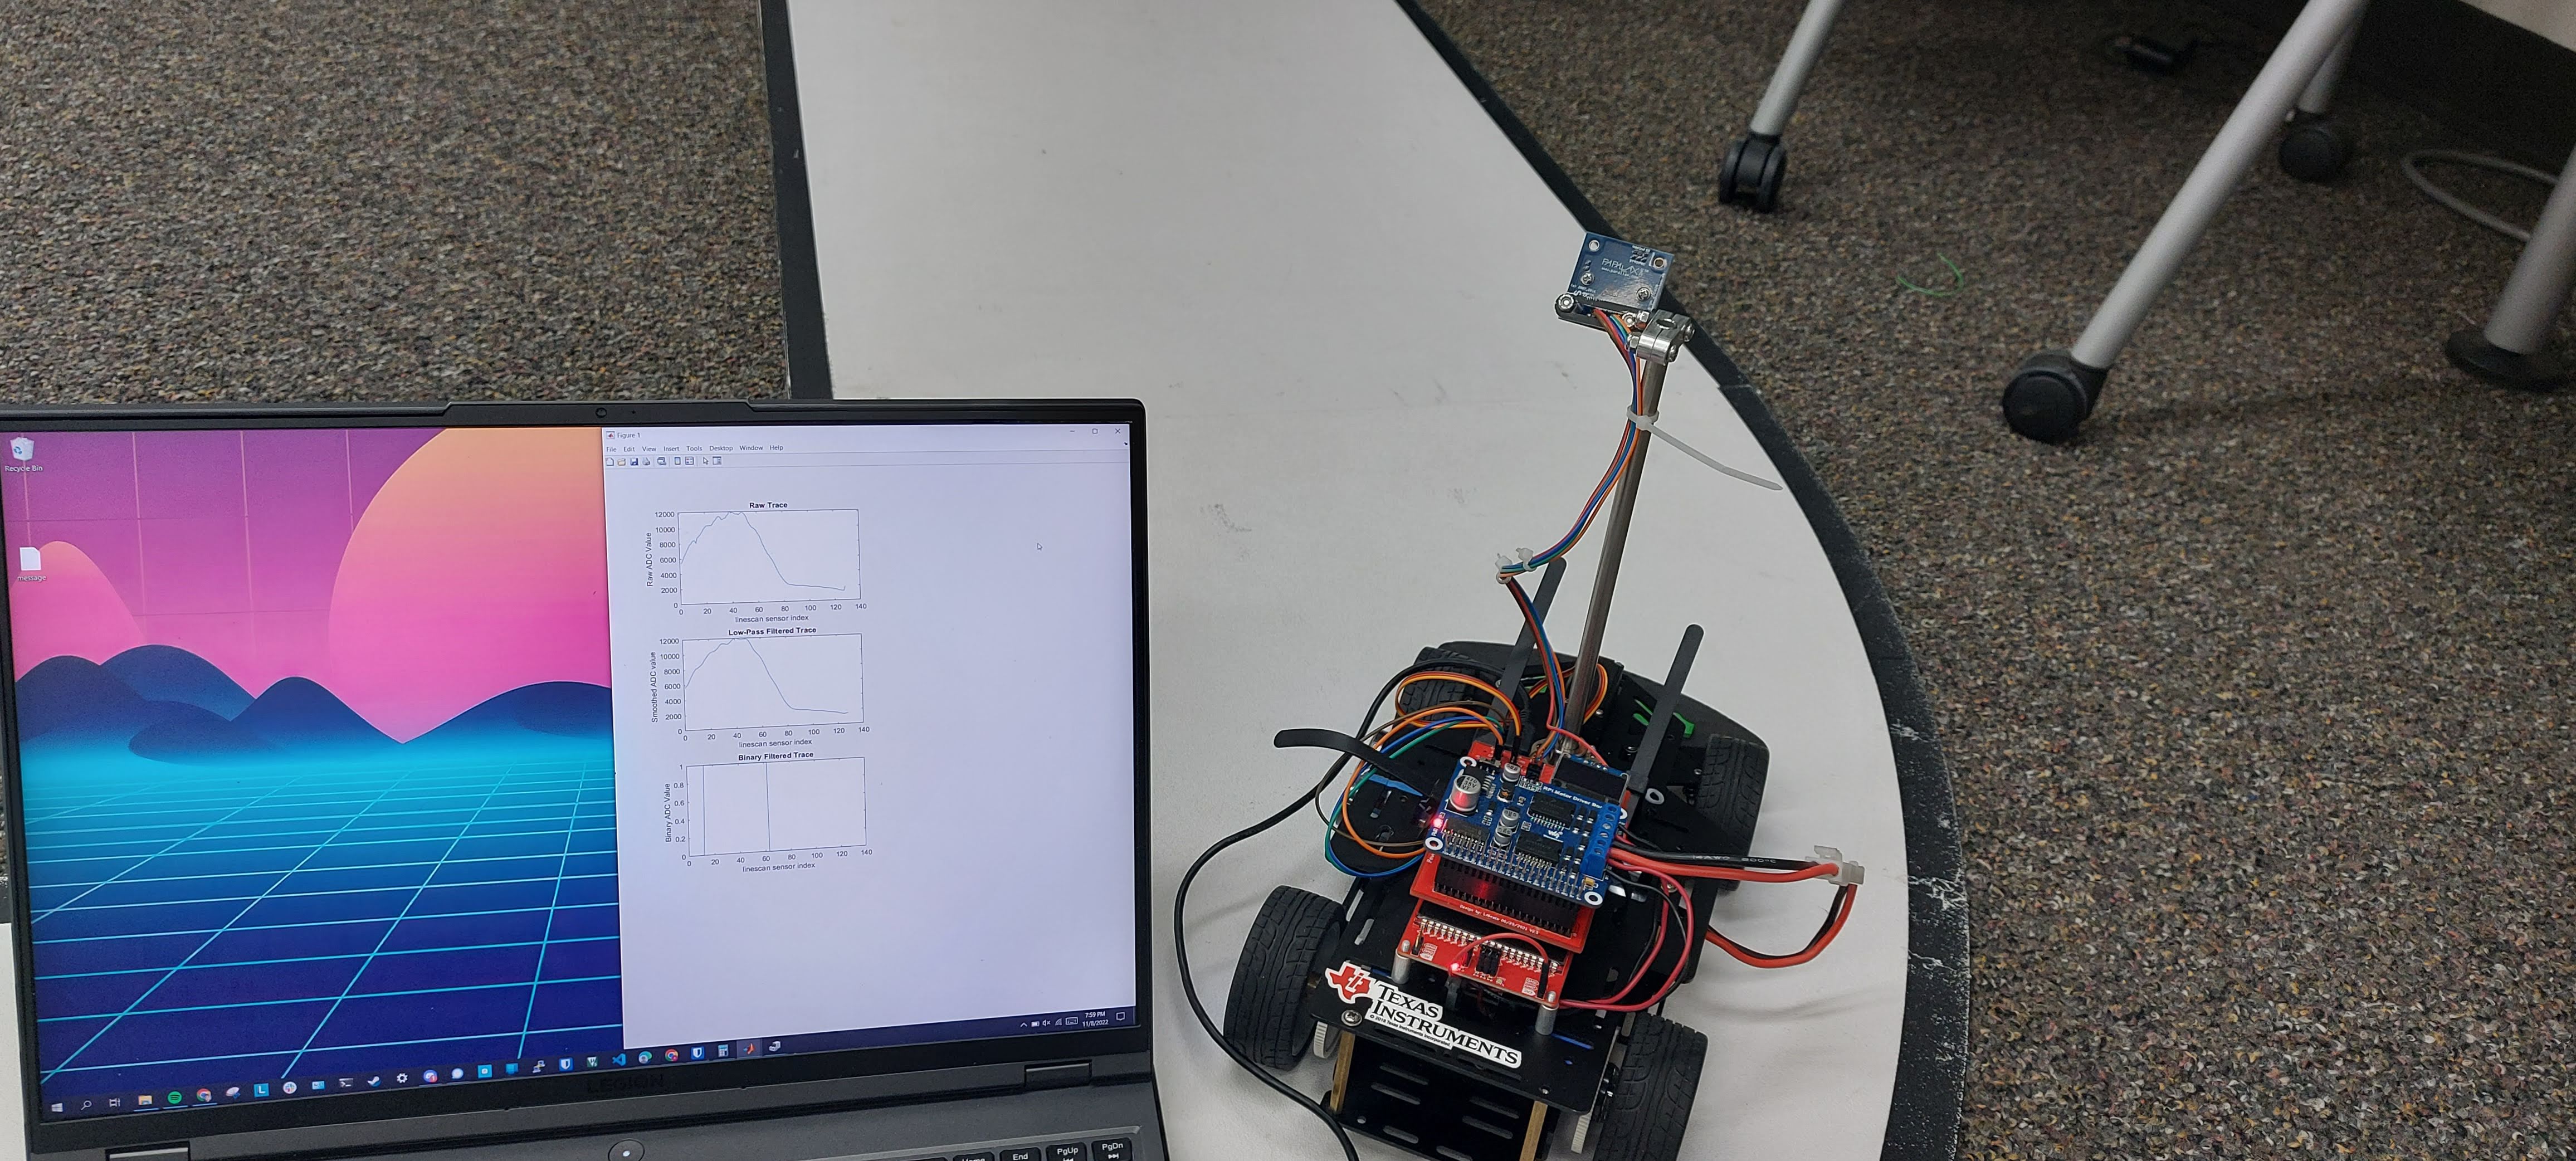 Recycle Bin
message
Figure 1
File Edit View Insert Tools Desktop Window Help
Raw Trace
Raw ADC Value
12000
10000
8000
6000
4000
2000
0
0 20 40 60 80 100 120 140
linescan sensor index
Low-Pass Filtered Trace
Smoothed ADC value
12000
10000
8000
6000
4000
2000
0
0 20 40 60 80 100 120 140
linescan sensor index
Binary Filtered Trace
Binary ADC Value
1
0.8
0.6
0.4
0.2
0
0 20 40 60 80 100 120 140
linescan sensor index
7:59 PM
11/8/2022
LEGION
Home End PgUp PgDn
PARALLAX
RPi Motor Driver Board
TEXAS
INSTRUMENTS